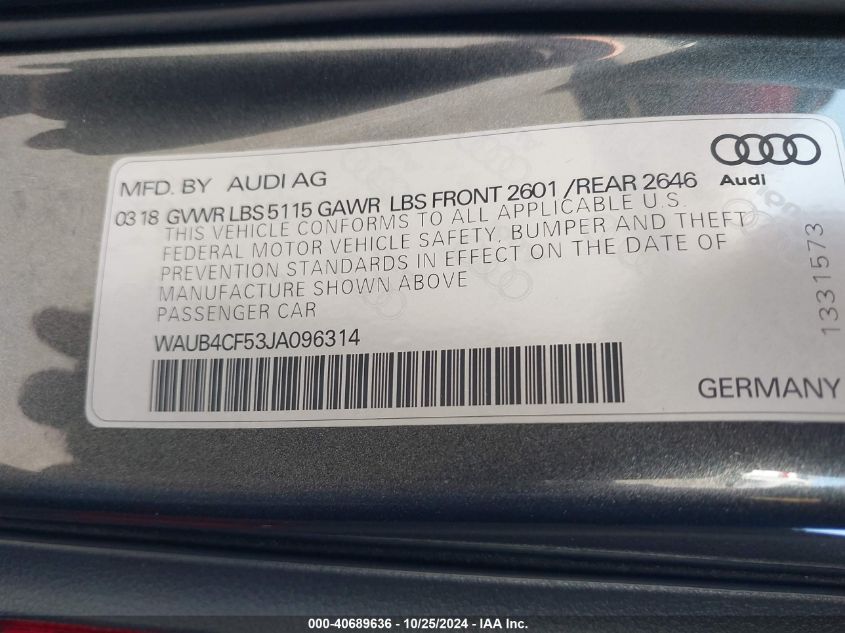 Audi
MFD. BY AUDI AG
0318 GVWR LBS 5115 GAWR LBS FRONT 2601 /REAR 2646
THIS VEHICLE CONFORMS TO ALL APPLICABLE U.S.
FEDERAL MOTOR VEHICLE SAFETY, BUMPER AND THEFT
PREVENTION STANDARDS IN EFFECT ON THE DATE OF
MANUFACTURE SHOWN ABOVE
PASSENGER CAR
WAUB4CF53JA096314
1331573
GERMANY
000-40689636 - 10/25/2024 - IAA Inc.